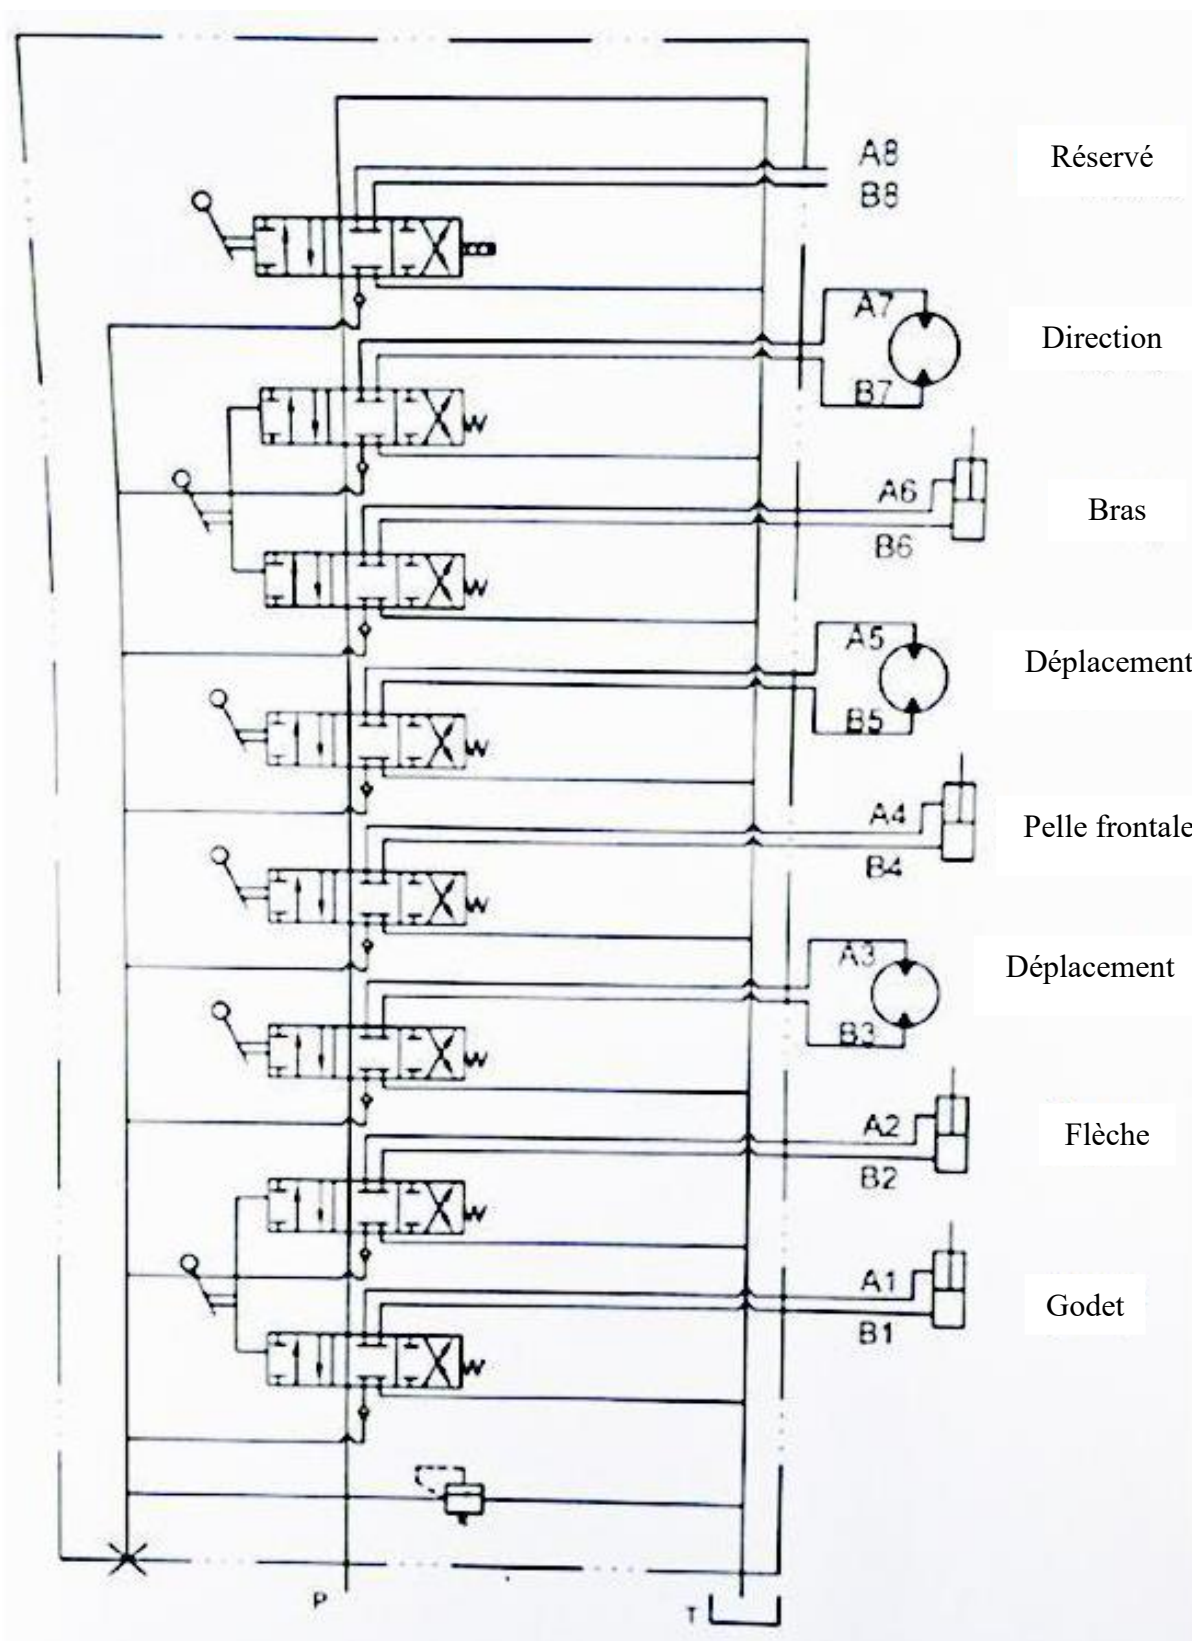 A8
Réservé
B8
A7
Direction
B7
A6
Bras
B6
A5
Déplacement
B5
A4
Pelle frontale
B4
A3
Déplacement
B3
A2
Flèche
B2
A1
Godet
B1
P
T